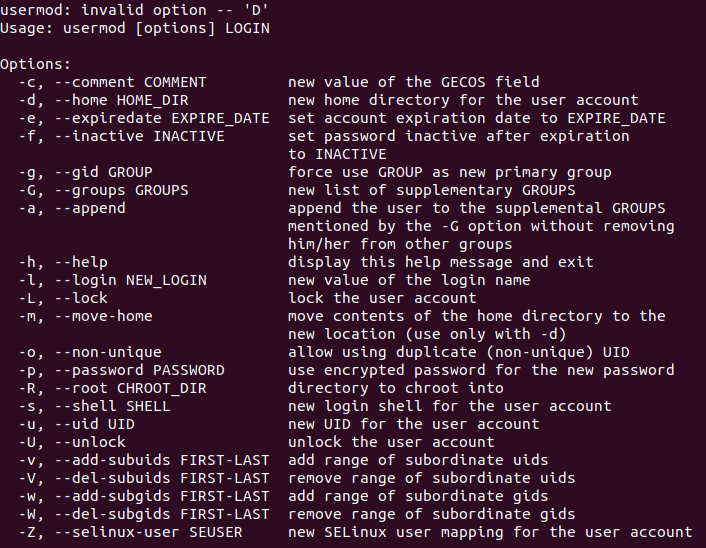 usermod: invalid option -- 'D'
Usage: usermod [options] LOGIN

Options:
  -c, --comment COMMENT         new value of the GECOS field
  -d, --home HOME_DIR           new home directory for the user account
  -e, --expiredate EXPIRE_DATE  set account expiration date to EXPIRE_DATE
  -f, --inactive INACTIVE       set password inactive after expiration
                                to INACTIVE
  -g, --gid GROUP               force use GROUP as new primary group
  -G, --groups GROUPS           new list of supplementary GROUPS
  -a, --append                  append the user to the supplemental GROUPS
                                mentioned by the -G option without removing
                                him/her from other groups
  -h, --help                    display this help message and exit
  -l, --login NEW_LOGIN         new value of the login name
  -L, --lock                    lock the user account
  -m, --move-home               move contents of the home directory to the
                                new location (use only with -d)
  -o, --non-unique              allow using duplicate (non-unique) UID
  -p, --password PASSWORD       use encrypted password for the new password
  -R, --root CHROOT_DIR         directory to chroot into
  -s, --shell SHELL             new login shell for the user account
  -u, --uid UID                 new UID for the user account
  -U, --unlock                  unlock the user account
  -v, --add-subuids FIRST-LAST  add range of subordinate uids
  -V, --del-subuids FIRST-LAST  remove range of subordinate uids
  -w, --add-subgids FIRST-LAST  add range of subordinate gids
  -W, --del-subgids FIRST-LAST  remove range of subordinate gids
  -Z, --selinux-user SEUSER     new SELinux user mapping for the user account